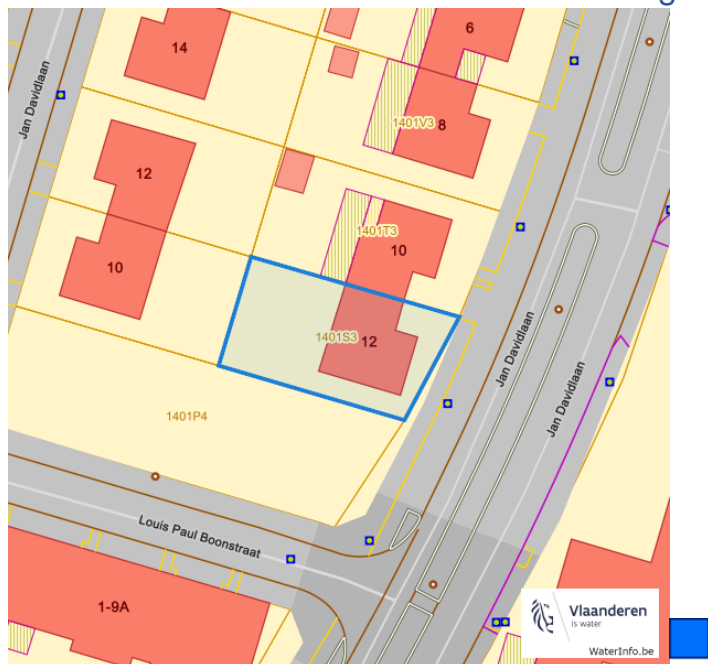 6
14
Jan Davidlaan
1401V3
8
12
1401T3
10
10
1401S3
12
Jan Davidlaan
Jan Davidlaan
1401P4
Louis Paul Boonstraat
1-9A
Vlaanderen
is water
WaterInfo.be